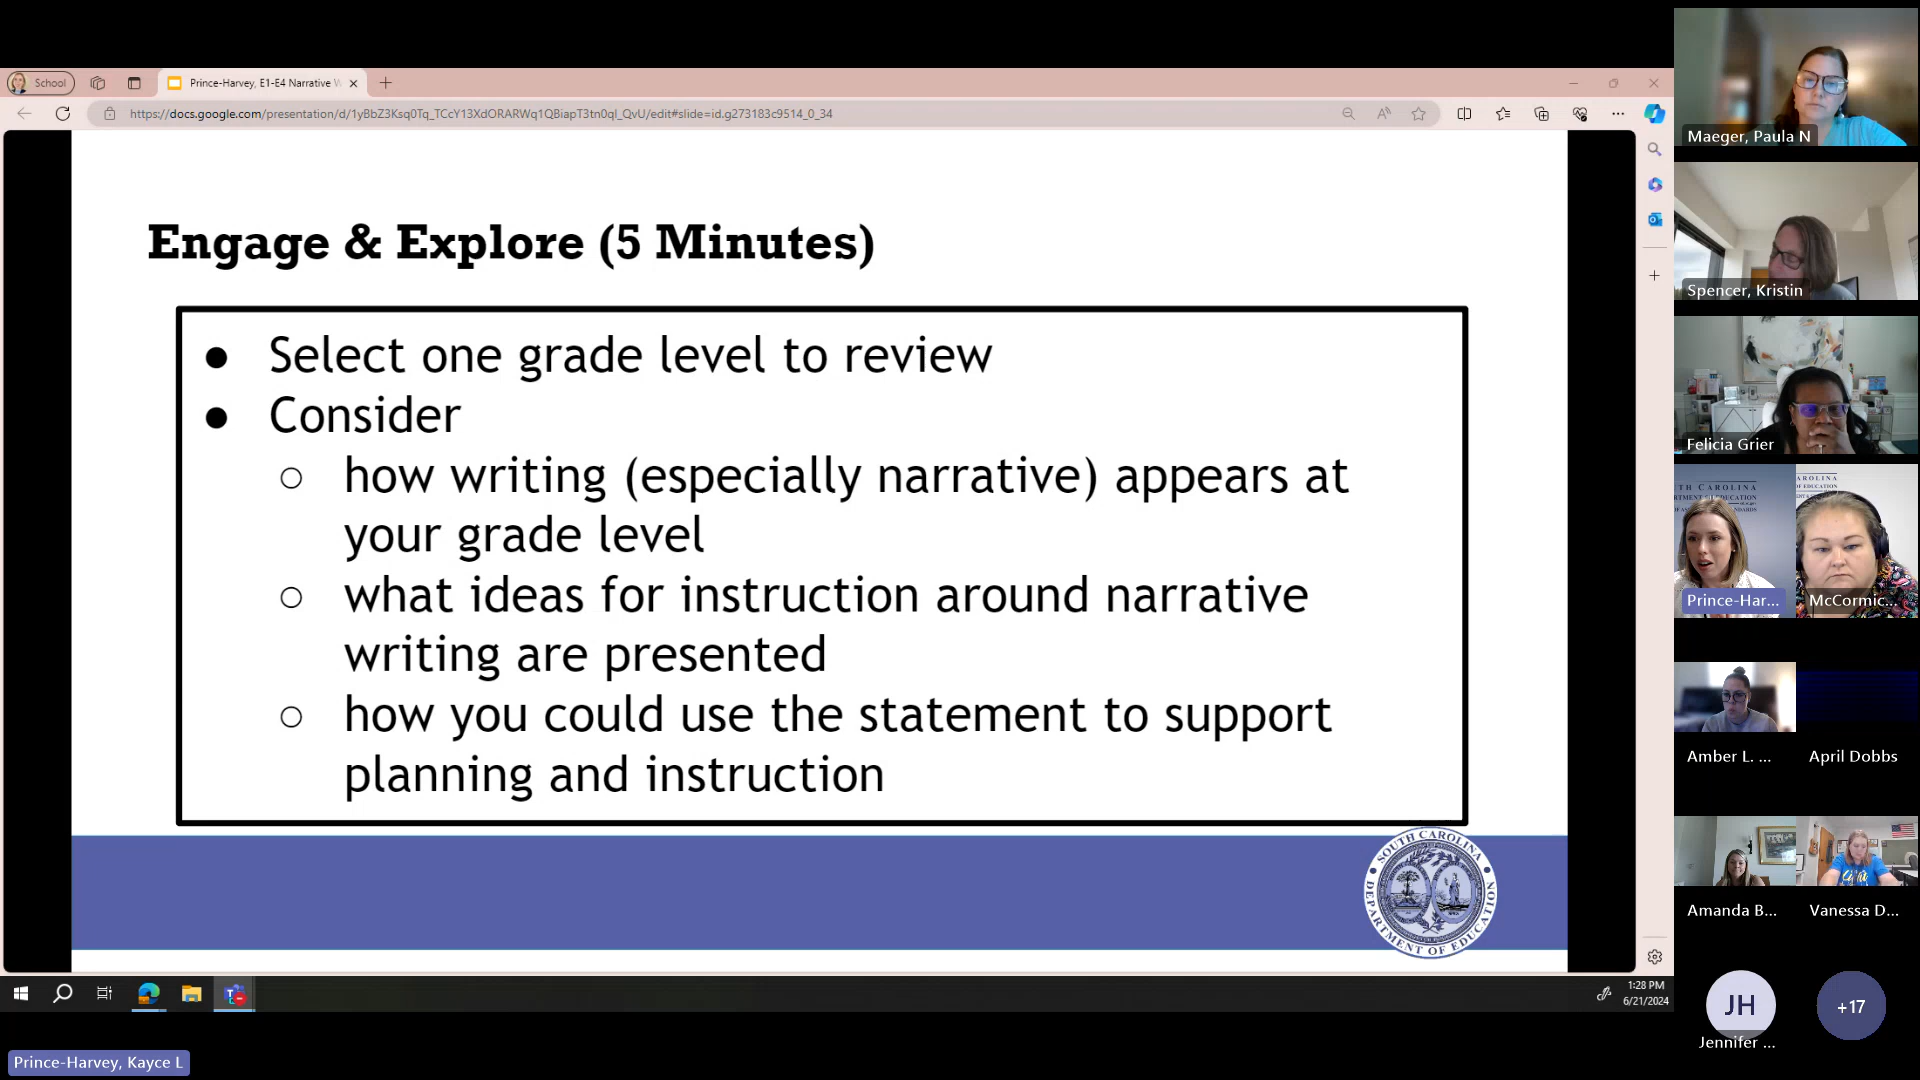 School
Prince-Harvey, E1-E4 Narrative W
https://docs.google.com/presentation/d/1yBbZ3Ksq0Tq_TCcY13XdORARWq1QBiapT3tn0ql_QvU/edit#slide=id.g273183c9514_0_34
Engage & Explore (5 Minutes)
● Select one grade level to review
● Consider
○ how writing (especially narrative) appears at
your grade level
○ what ideas for instruction around narrative
writing are presented
○ how you could use the statement to support
planning and instruction
SOUTH CAROLINA
DEPARTMENT OF EDUCATION
1:28 PM
6/21/2024
Prince-Harvey, Kayce L
Maeger, Paula N
Spencer, Kristin
Felicia Grier
Prince-Har...
McCormic...
Amber L. ...
April Dobbs
Amanda B...
Vanessa D...
JH
Jennifer ...
+17